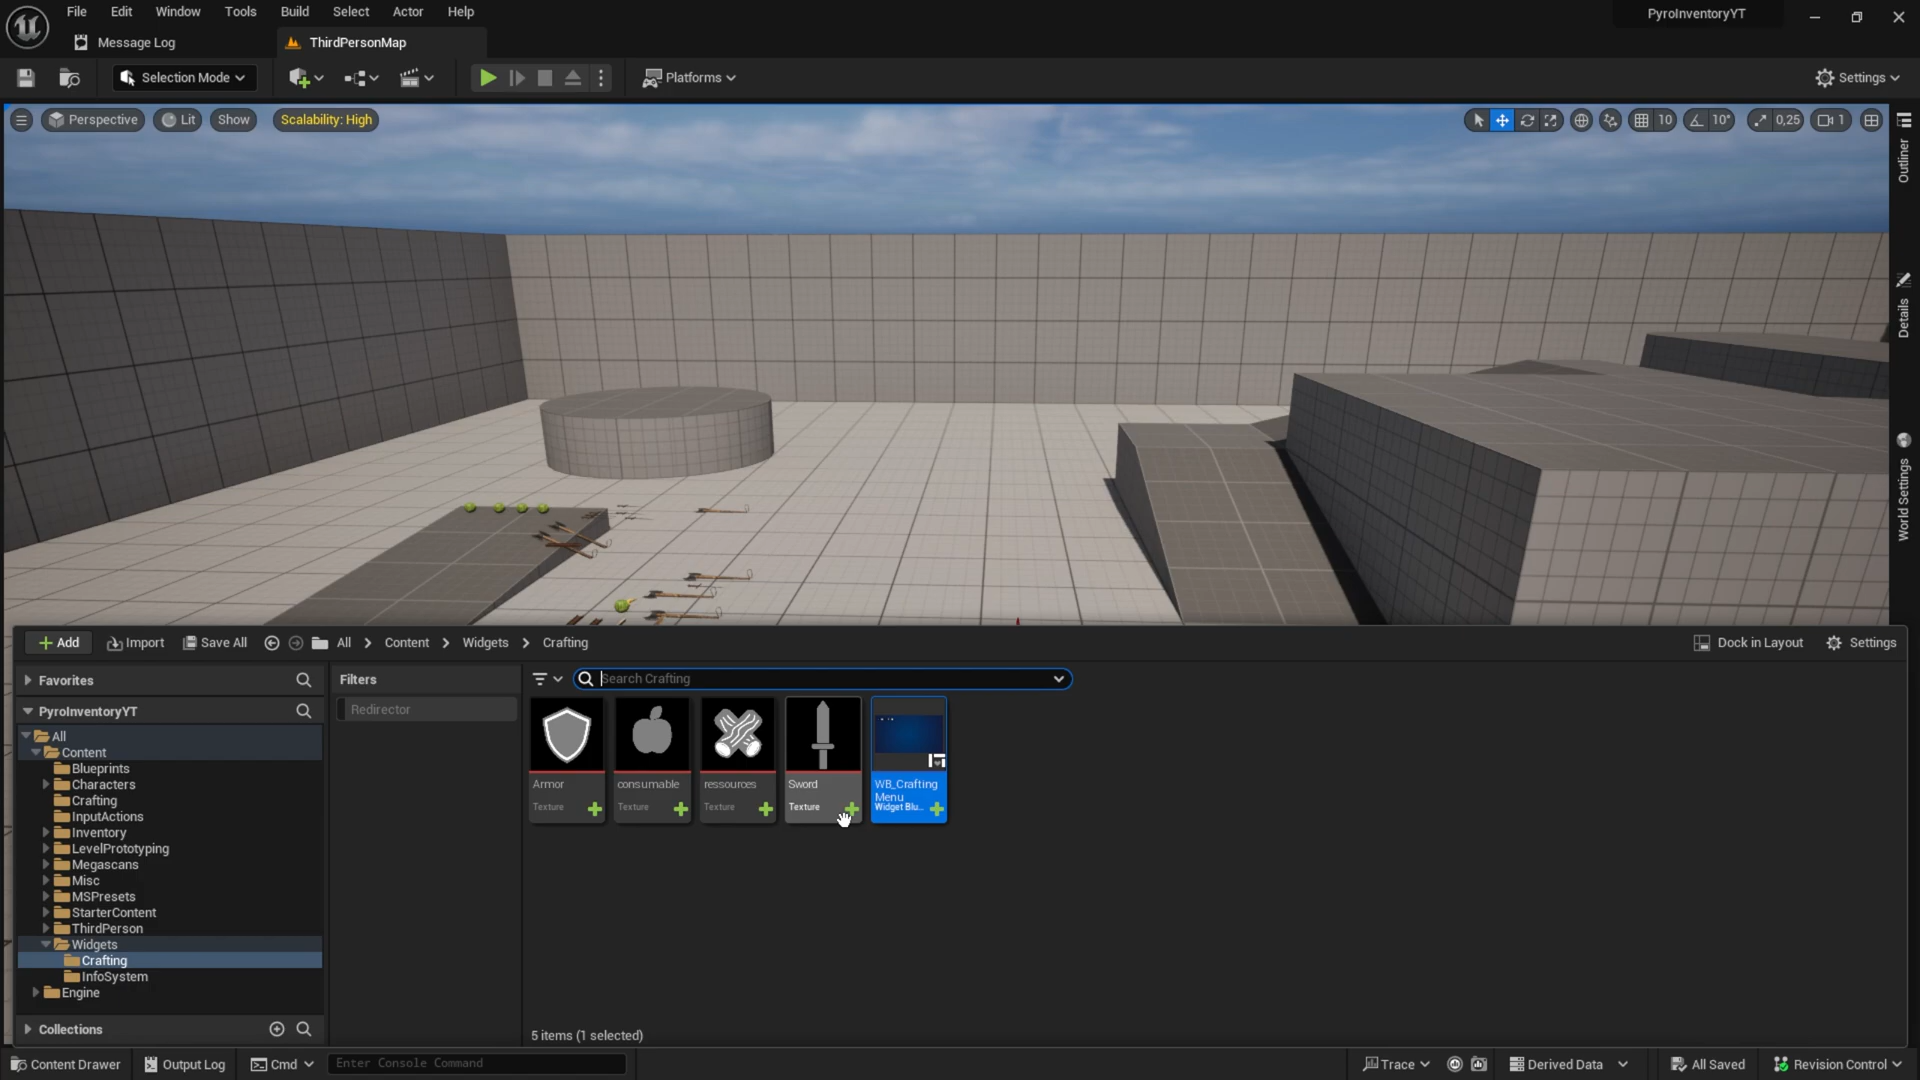 File Edit Window Tools Build Select Actor Help
PyroInventoryYT
Message Log
ThirdPersonMap
Selection Mode
Platforms
Settings
Perspective
Lit
Show
Scalability: High
10
10°
0,25
1
Outliner
Details
World Settings
Add
Import
Save All
All
Content
Widgets
Crafting
Dock in Layout
Settings
Favorites
Filters
Search Crafting
PyroInventoryYT
Redirector
All
Content
Blueprints
Characters
Crafting
InputActions
Inventory
LevelPrototyping
Megascans
Misc
MSPresets
StarterContent
ThirdPerson
Widgets
Crafting
InfoSystem
Engine
Armor
Texture
consumable
Texture
ressources
Texture
Sword
Texture
WB_Crafting
Menu
Widget Blu...
5 items (1 selected)
Collections
Content Drawer
Output Log
Cmd
Enter Console Command
Trace
Derived Data
All Saved
Revision Control